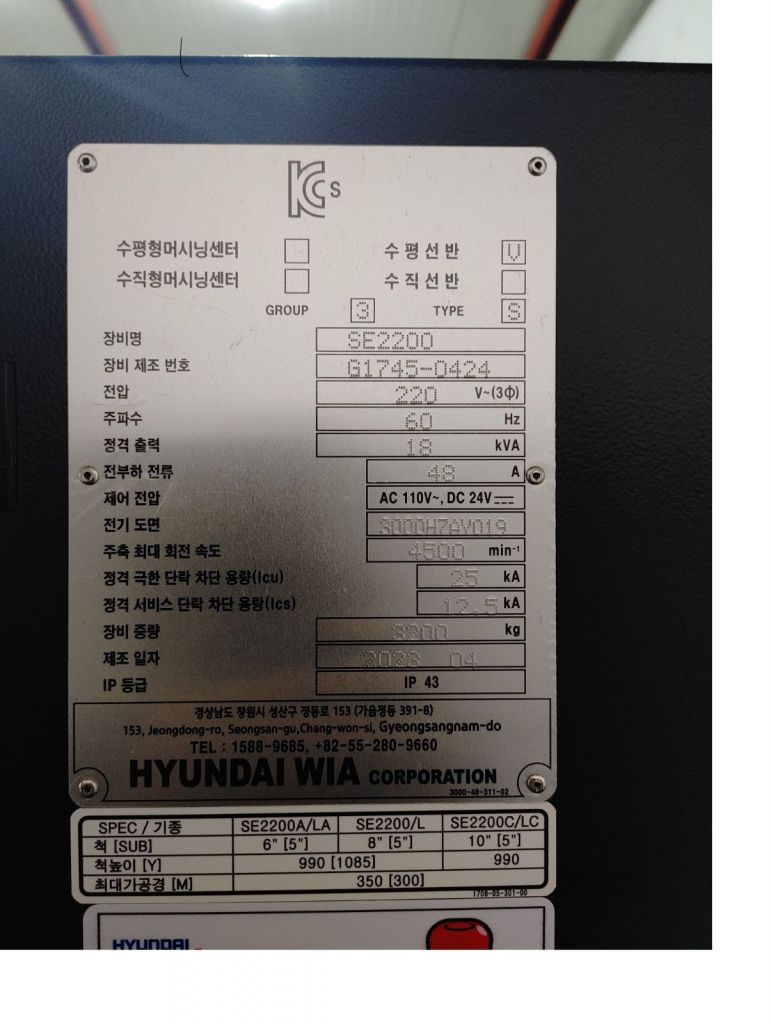 KCs
수평형머시닝센터 수 평 선 반 V
수직형머시닝센터 수 직 선 반
GROUP 3 TYPE S
장비명 SE2200
장비 제조 번호 G1745-0424
전압 220 V~(3Φ)
주파수 60 Hz
정격 출력 18 kVA
전부하 전류 48 A
제어 전압 AC 110V~, DC 24V⎓
전기 도면 3000H7AV019
주축 최대 회전 속도 4500 min⁻¹
정격 극한 단락 차단 용량(Icu) 25 kA
정격 서비스 단락 차단 용량(Ics) 12.5 kA
장비 중량 3200 kg
제조 일자 2023 04
IP 등급 IP 43
경상남도 창원시 성산구 정동로 153 (가음정동 391-8)
153, Jeongdong-ro, Seongsan-gu,Chang-won-si, Gyeongsangnam-do
TEL : 1588-9685, +82-55-280-9660
HYUNDAI WIA CORPORATION
3000-48-311-02
SPEC / 기종 SE2200A/LA SE2200/L SE2200C/LC
척 [SUB] 6" [5"] 8" [5"] 10" [5"]
척높이 [Y] 990 [1085] 990
최대가공경 [M] 350 [300]
HYUNDAI